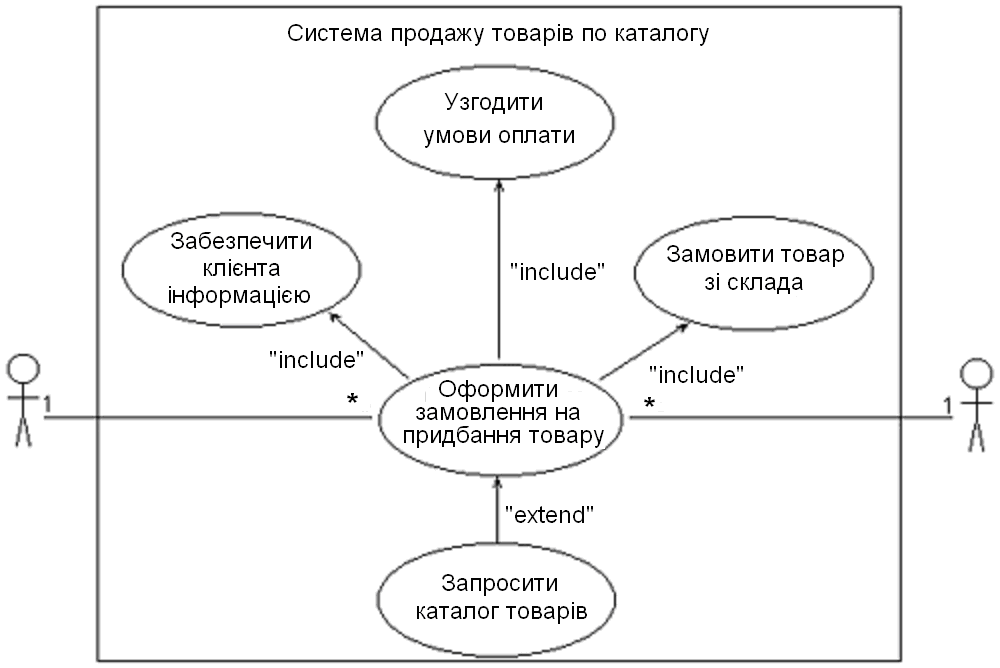 Система продажу товарів по каталогу
Узгодити
умови оплати
Забезпечити
клієнта
інформацією
Замовити товар
зі склада
"include"
"include"
"include"
1
*
Оформити
замовлення на
придбання товару
*
1
"extend"
Запросити
каталог товарів